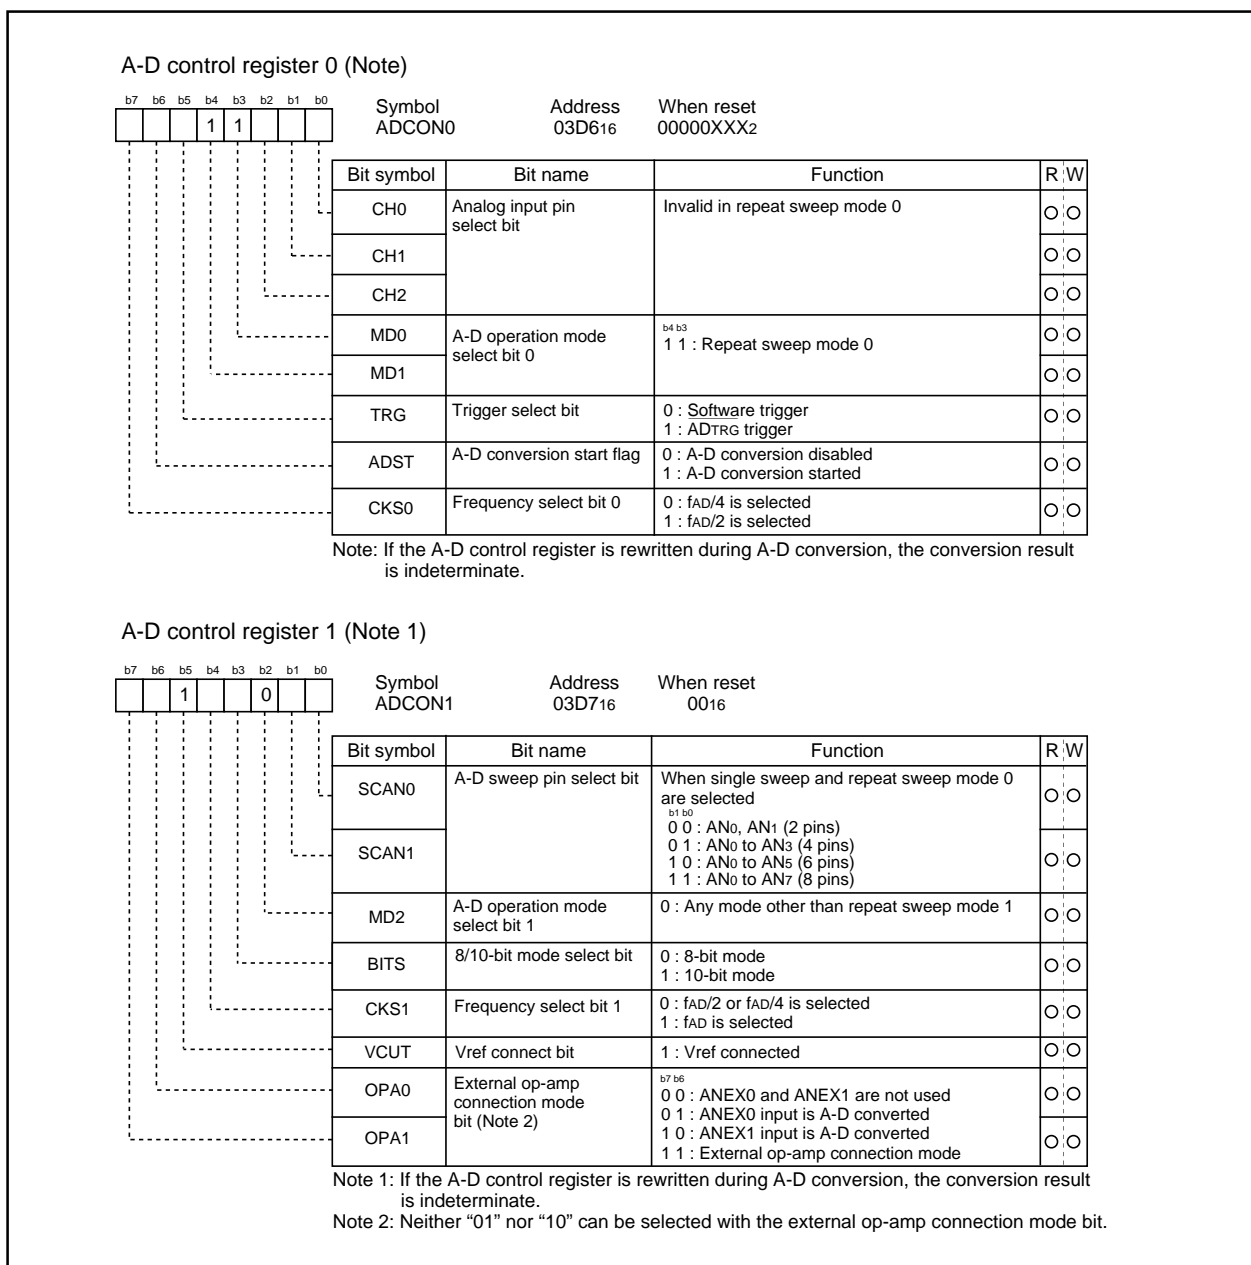 A-D control register 0 (Note)
b7 b6 b5 b4 b3 b2 b1 b0
1 1
Symbol Address When reset
ADCON0 03D616 00000XXX2
Bit symbol Bit name Function R W
CH0 Analog input pin select bit Invalid in repeat sweep mode 0
CH1
CH2
MD0 A-D operation mode select bit 0 b4 b3
1 1 : Repeat sweep mode 0
MD1
TRG Trigger select bit 0 : Software trigger
1 : ADTRG trigger
ADST A-D conversion start flag 0 : A-D conversion disabled
1 : A-D conversion started
CKS0 Frequency select bit 0 0 : fAD/4 is selected
1 : fAD/2 is selected
Note: If the A-D control register is rewritten during A-D conversion, the conversion result
is indeterminate.
A-D control register 1 (Note 1)
b7 b6 b5 b4 b3 b2 b1 b0
1 0
Symbol Address When reset
ADCON1 03D716 0016
Bit symbol Bit name Function R W
SCAN0 A-D sweep pin select bit When single sweep and repeat sweep mode 0
are selected
b1 b0
0 0 : AN0, AN1 (2 pins)
0 1 : AN0 to AN3 (4 pins)
SCAN1
1 0 : AN0 to AN5 (6 pins)
1 1 : AN0 to AN7 (8 pins)
MD2 A-D operation mode select bit 1 0 : Any mode other than repeat sweep mode 1
BITS 8/10-bit mode select bit 0 : 8-bit mode
1 : 10-bit mode
CKS1 Frequency select bit 1 0 : fAD/2 or fAD/4 is selected
1 : fAD is selected
VCUT Vref connect bit 1 : Vref connected
OPA0 External op-amp connection mode bit (Note 2) b7 b6
0 0 : ANEX0 and ANEX1 are not used
0 1 : ANEX0 input is A-D converted
OPA1
1 0 : ANEX1 input is A-D converted
1 1 : External op-amp connection mode
Note 1: If the A-D control register is rewritten during A-D conversion, the conversion result
is indeterminate.
Note 2: Neither “01” nor “10” can be selected with the external op-amp connection mode bit.